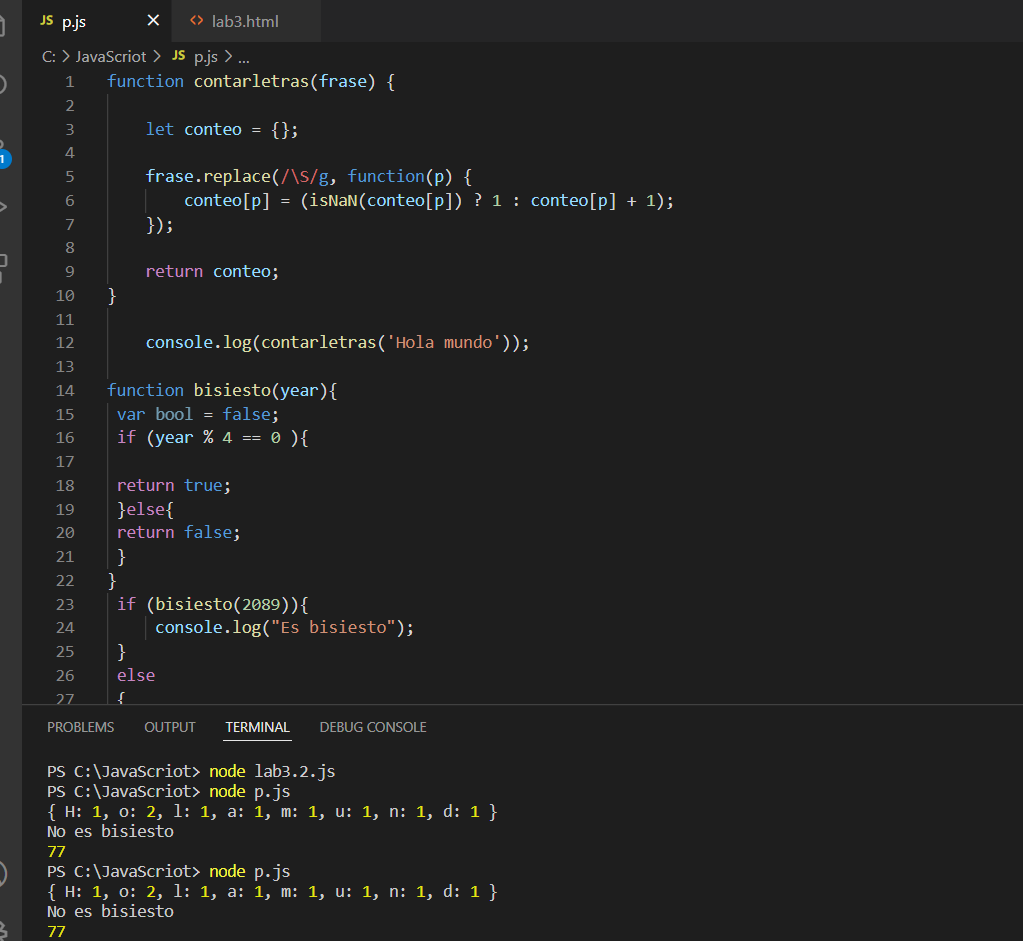 JS p.js × <> lab3.html
C: > JavaScriot > JS p.js > ...
1 function contarletras(frase) {
2
3 let conteo = {};
4
5 frase.replace(/\S/g, function(p) {
6 conteo[p] = (isNaN(conteo[p]) ? 1 : conteo[p] + 1);
7 });
8
9 return conteo;
10 }
11
12 console.log(contarletras('Hola mundo'));
13
14 function bisiesto(year){
15 var bool = false;
16 if (year % 4 == 0 ){
17
18 return true;
19 }else{
20 return false;
21 }
22 }
23 if (bisiesto(2089)){
24 console.log("Es bisiesto");
25 }
26 else
27 {
1
PROBLEMS OUTPUT TERMINAL DEBUG CONSOLE
PS C:\JavaScriot> node lab3.2.js
PS C:\JavaScriot> node p.js
{ H: 1, o: 2, l: 1, a: 1, m: 1, u: 1, n: 1, d: 1 }
No es bisiesto
77
PS C:\JavaScriot> node p.js
{ H: 1, o: 2, l: 1, a: 1, m: 1, u: 1, n: 1, d: 1 }
No es bisiesto
77